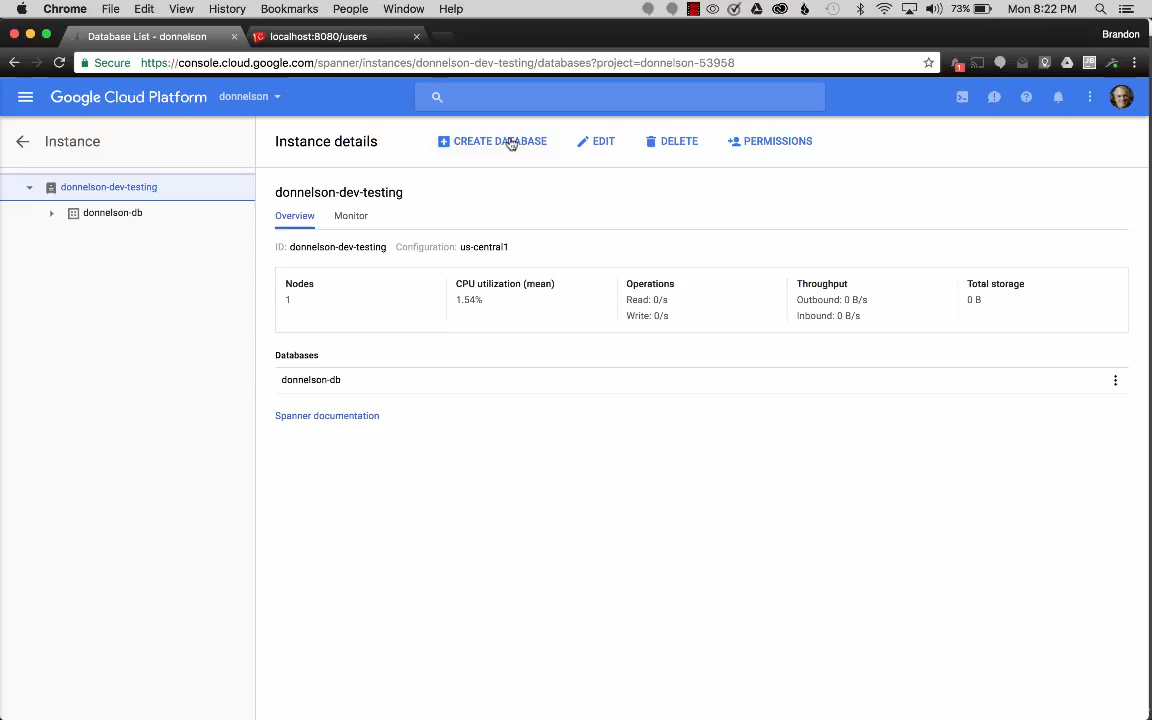 Chrome File Edit View History Bookmarks People Window Help 73% Mon 8:22 PM
Database List - donnelson localhost:8080/users Brandon
Secure https://console.cloud.google.com/spanner/instances/donnelson-dev-testing/databases?project=donnelson-53958 1
Google Cloud Platform donnelson
Instance Instance details CREATE DATABASE EDIT DELETE PERMISSIONS
donnelson-dev-testing
donnelson-db
donnelson-dev-testing
Overview Monitor
ID: donnelson-dev-testing Configuration: us-central1
Nodes CPU utilization (mean) Operations Throughput Total storage
1 1.54% Read: 0/s Outbound: 0 B/s 0 B
Write: 0/s Inbound: 0 B/s
Databases
donnelson-db
Spanner documentation